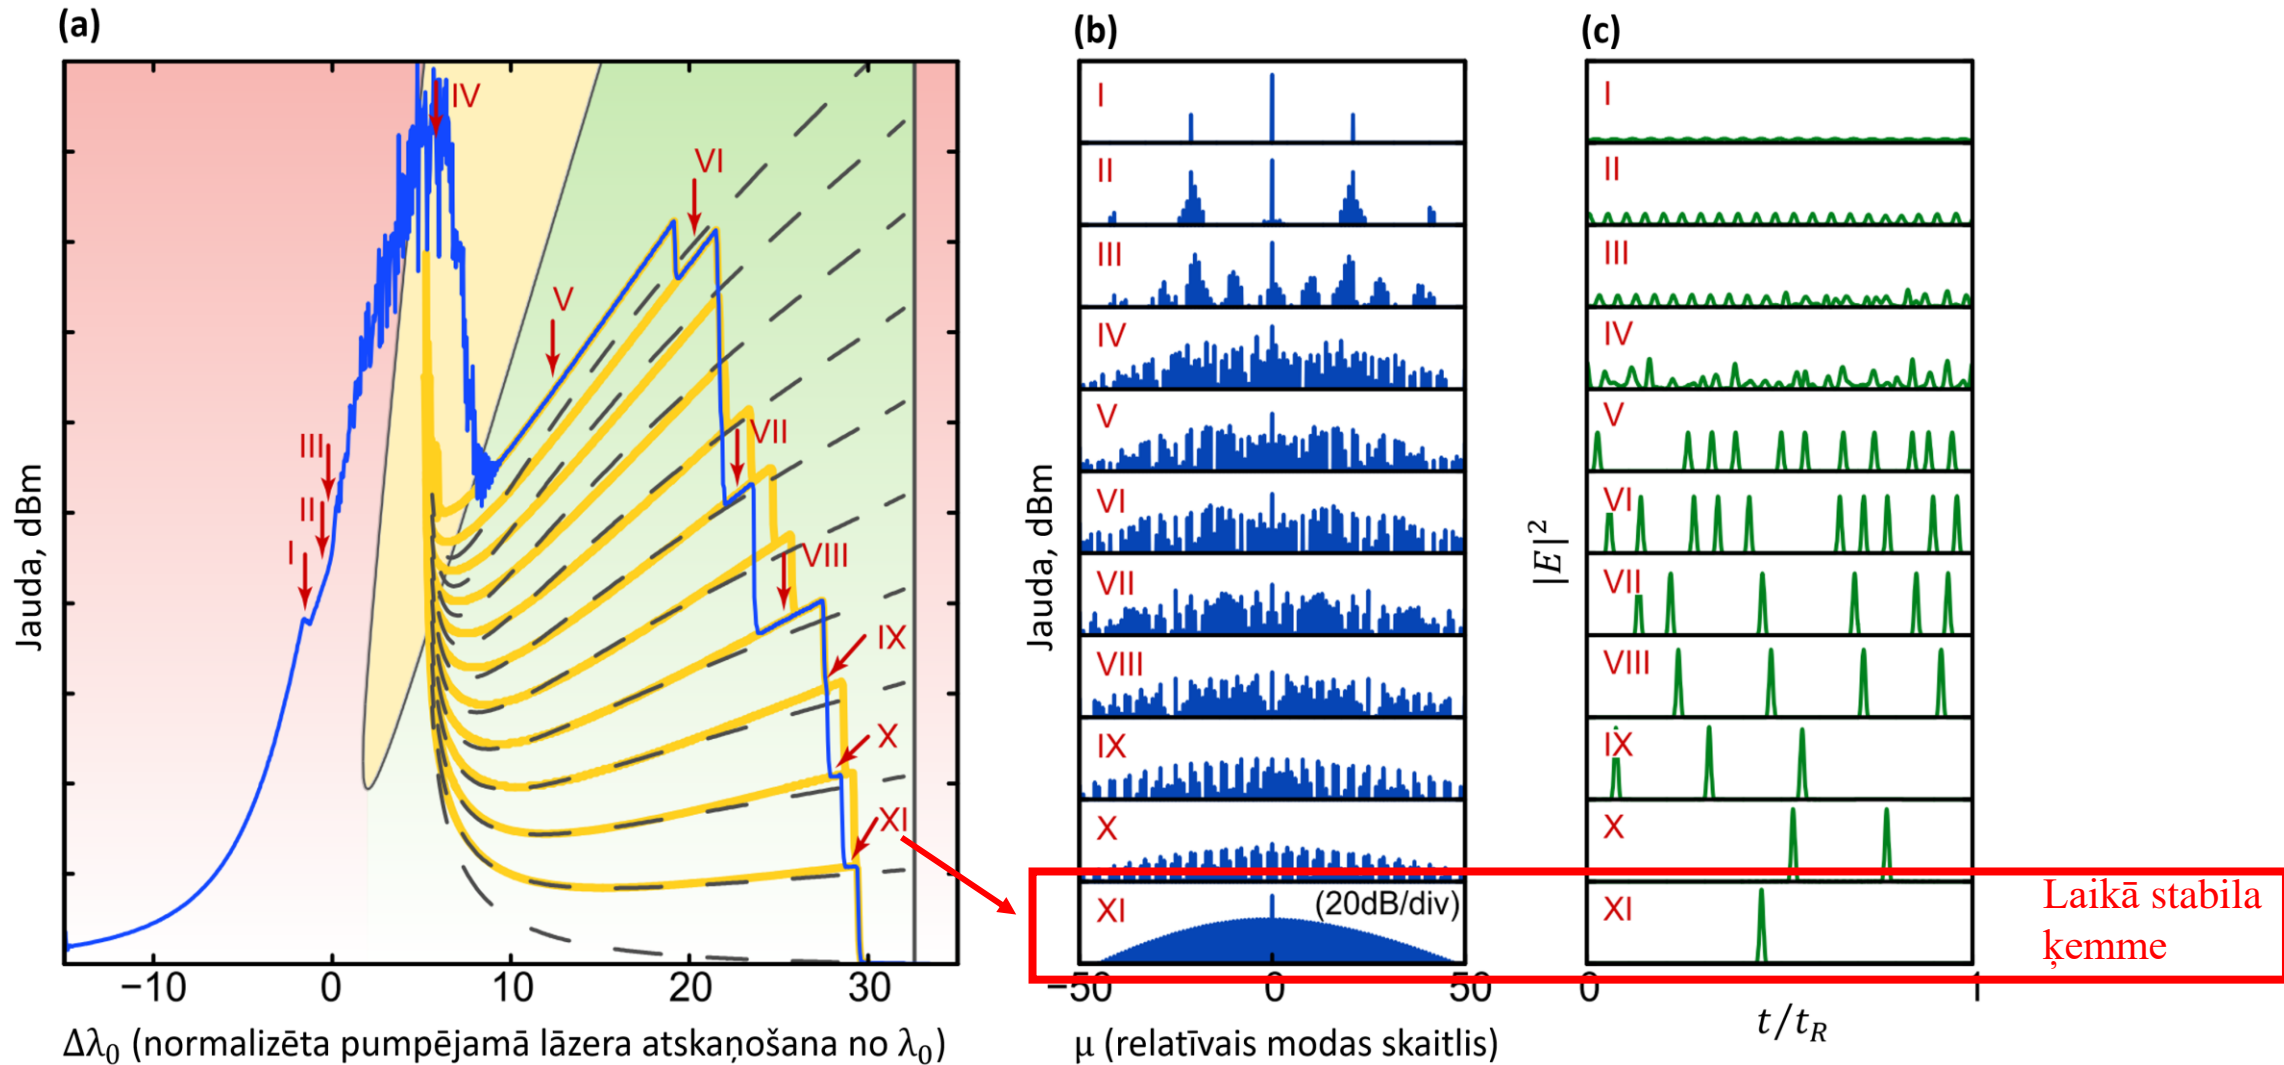 (a)
(b)
(c)
Jauda, dBm
I
II
III
IV
V
VI
VII
VIII
IX
X
XI
−10
0
10
20
30
Δλ₀ (normalizēta pumpējamā lāzera atskaņošana no λ₀)
Jauda, dBm
I
II
III
IV
V
VI
VII
VIII
IX
X
XI
(20dB/div)
−50
0
50
μ (relatīvais modas skaitlis)
|E|²
I
II
III
IV
V
VI
VII
VIII
IX
X
XI
0
1
t/t_R
Laikā stabila
ķemme